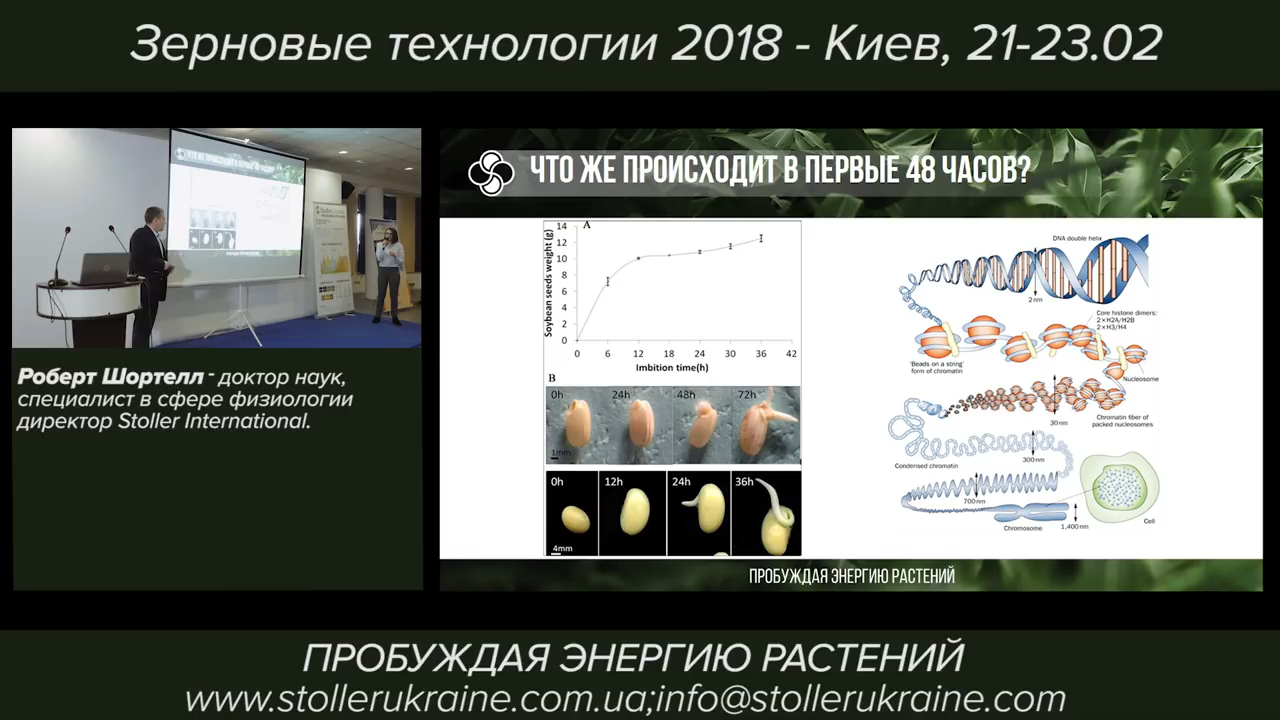 Зерновые технологии 2018 - Киев, 21-23.02
ЧТО ЖЕ ПРОИСХОДИТ В ПЕРВЫЕ 48
Роберт Шортелл - доктор наук,
специалист в сфере физиологии
директор Stoller International.
ЧТО ЖЕ ПРОИСХОДИТ В ПЕРВЫЕ 48 ЧАСОВ?
A
Soybean seeds weight (g)
14
12
10
8
6
4
2
0
0 6 12 18 24 30 36 42
Imbition time(h)
B
0h 24h 48h 72h
1mm
0h 12h 24h 36h
4mm
DNA double helix
2 nm
Core histone dimers:
2×H2A/H2B
2×H3/H4
'Beads on a string'
form of chromatin
Nucleosome
30 nm
Chromatin fiber of
packed nucleosomes
300 nm
Condensed chromatin
700 nm
Chromosome
1,400 nm
Cell
ПРОБУЖДАЯ ЭНЕРГИЮ РАСТЕНИЙ
ПРОБУЖДАЯ ЭНЕРГИЮ РАСТЕНИЙ
www.stollerukraine.com.ua;info@stollerukraine.com